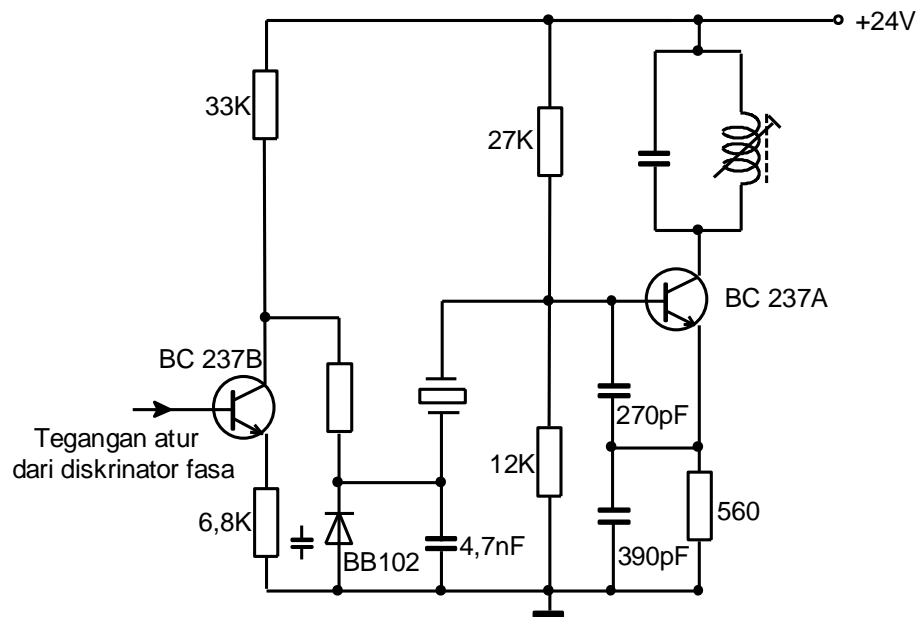 +24V
33K
27K
BC 237A
BC 237B
270pF
Tegangan atur
dari diskrinator fasa
12K
6,8K
BB102
4,7nF
560
390pF